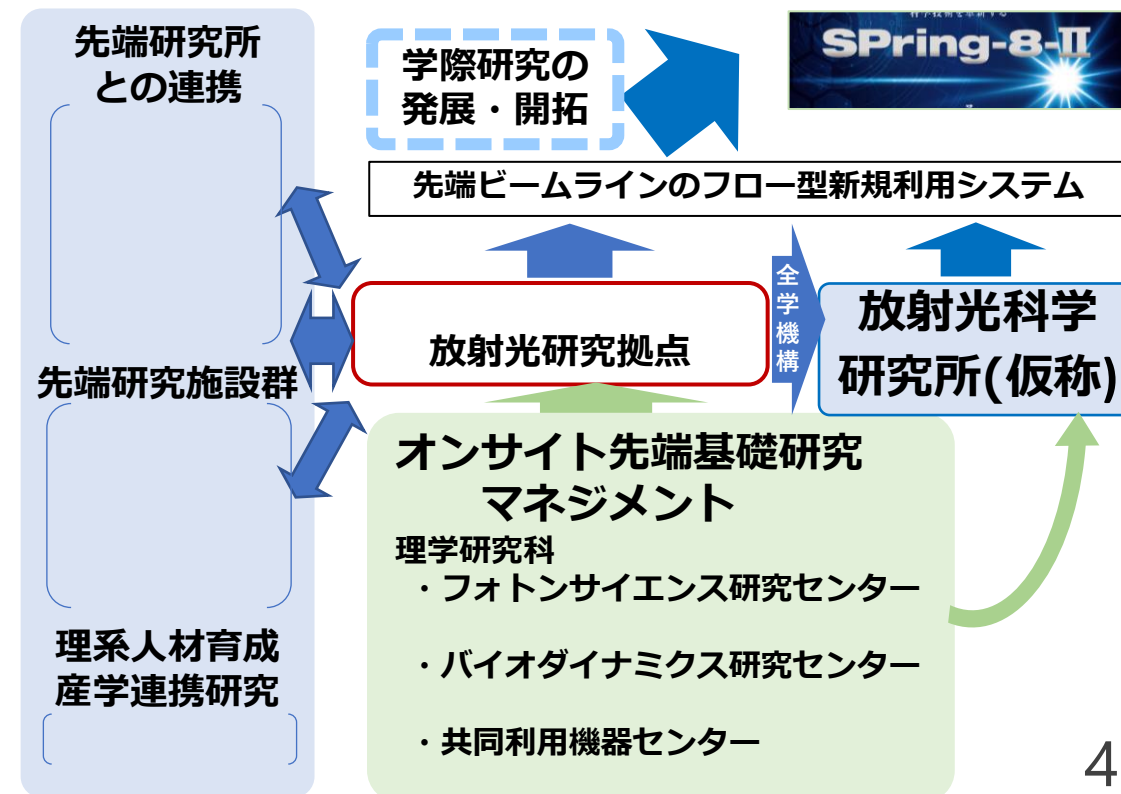 先端研究所
との連携
先端研究施設群
理系人材育成
産学連携研究
学際研究の
発展・開拓
SPring-8-II
先端ビームラインのフロー型新規利用システム
放射光研究拠点
全学機構
放射光科学
研究所(仮称)
オンサイト先端基礎研究
マネジメント
理学研究科
・フォトンサイエンス研究センター
・バイオダイナミクス研究センター
・共同利用機器センター
4